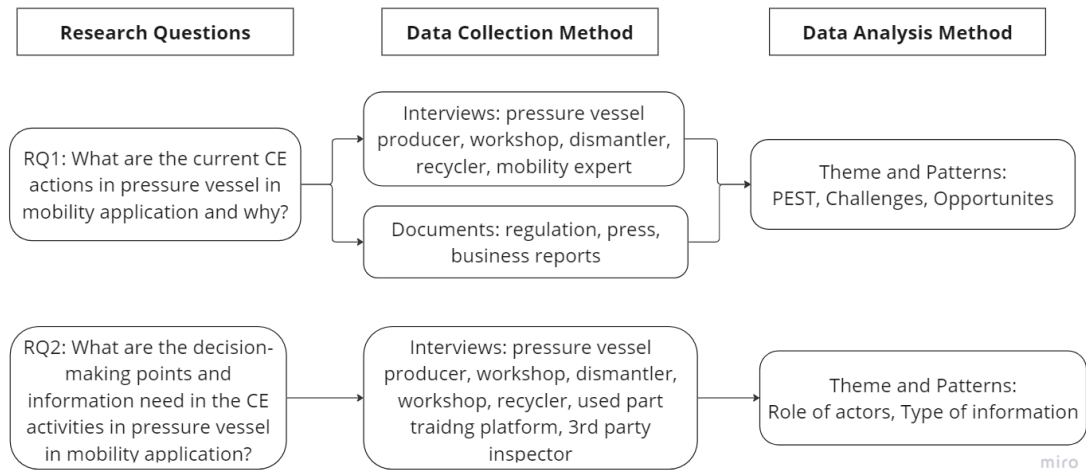 Research Questions
Data Collection Method
Data Analysis Method
RQ1: What are the current CE
actions in pressure vessel in
mobility application and why?
Interviews: pressure vessel
producer, workshop, dismantler,
recycler, mobility expert
Documents: regulation, press,
business reports
Theme and Patterns:
PEST, Challenges, Opportunites
RQ2: What are the decision-
making points and
information need in the CE
activities in pressure vessel
in mobility application?
Interviews: pressure vessel
producer, workshop, dismantler,
workshop, recycler, used part
traidng platform, 3rd party
inspector
Theme and Patterns:
Role of actors, Type of information
miro